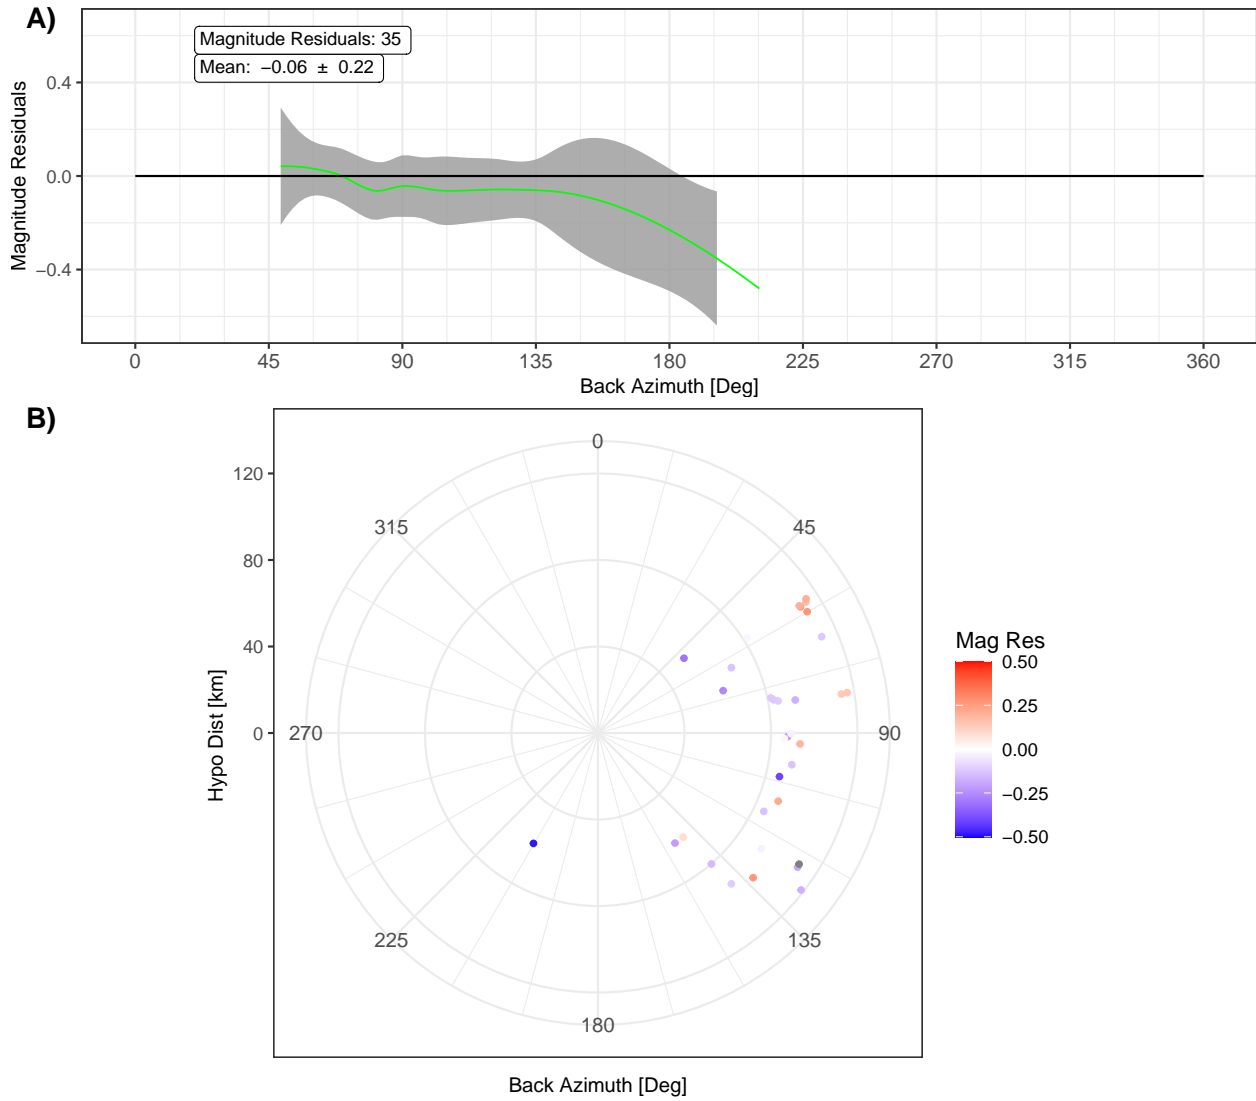 A)
Magnitude Residuals: 35
Mean: −0.06 ± 0.22
Magnitude Residuals
0.4
0.0
−0.4
0 45 90 135 180 225 270 315 360
Back Azimuth [Deg]
B)
Hypo Dist [km]
120
80
40
0
0
45
90
135
180
225
270
315
Back Azimuth [Deg]
Mag Res
0.50
0.25
0.00
−0.25
−0.50